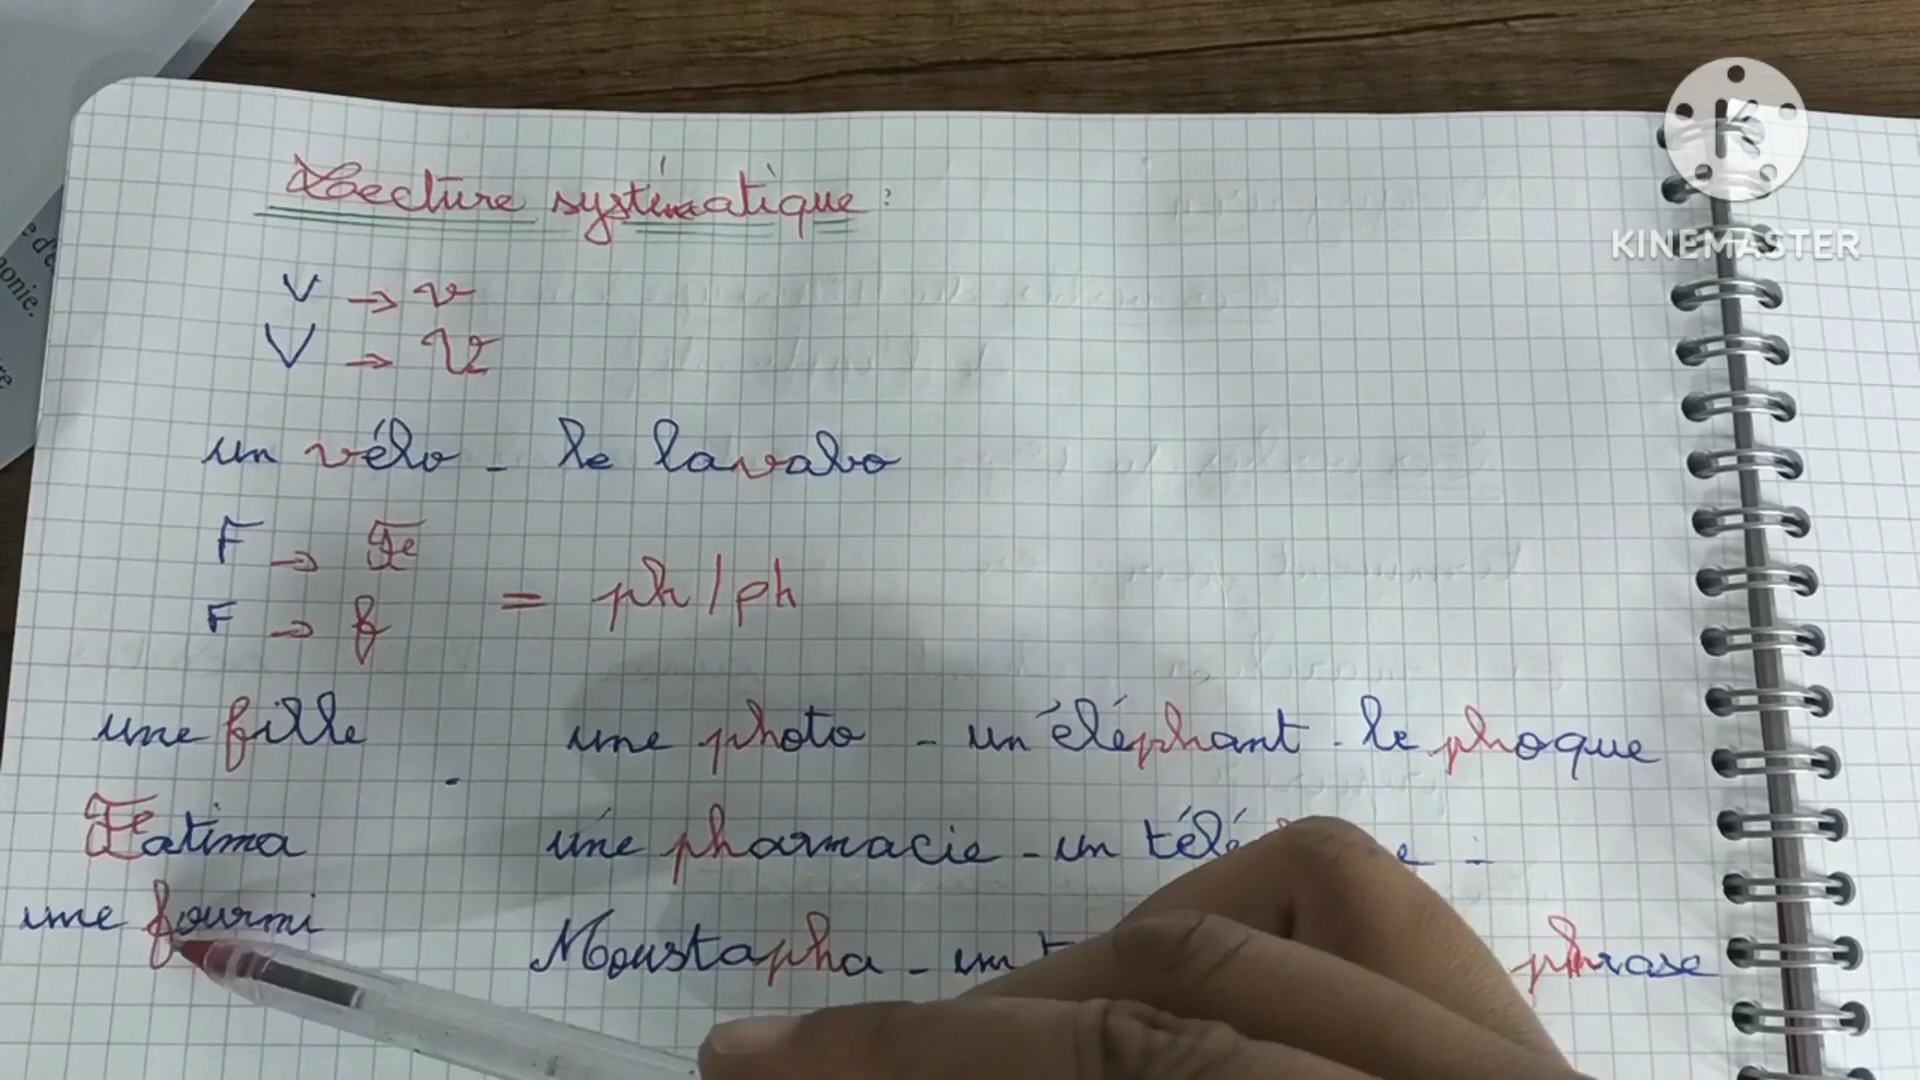 Lecture systématique :
v → v
V → V
un vélo - le lavabo
F → F
F → f
= ph / ph
une fille
une photo - un éléphant - le phoque
Fatima
une pharmacie - un
une fourmi
Moustapha - un
phrase
KINEMASTER